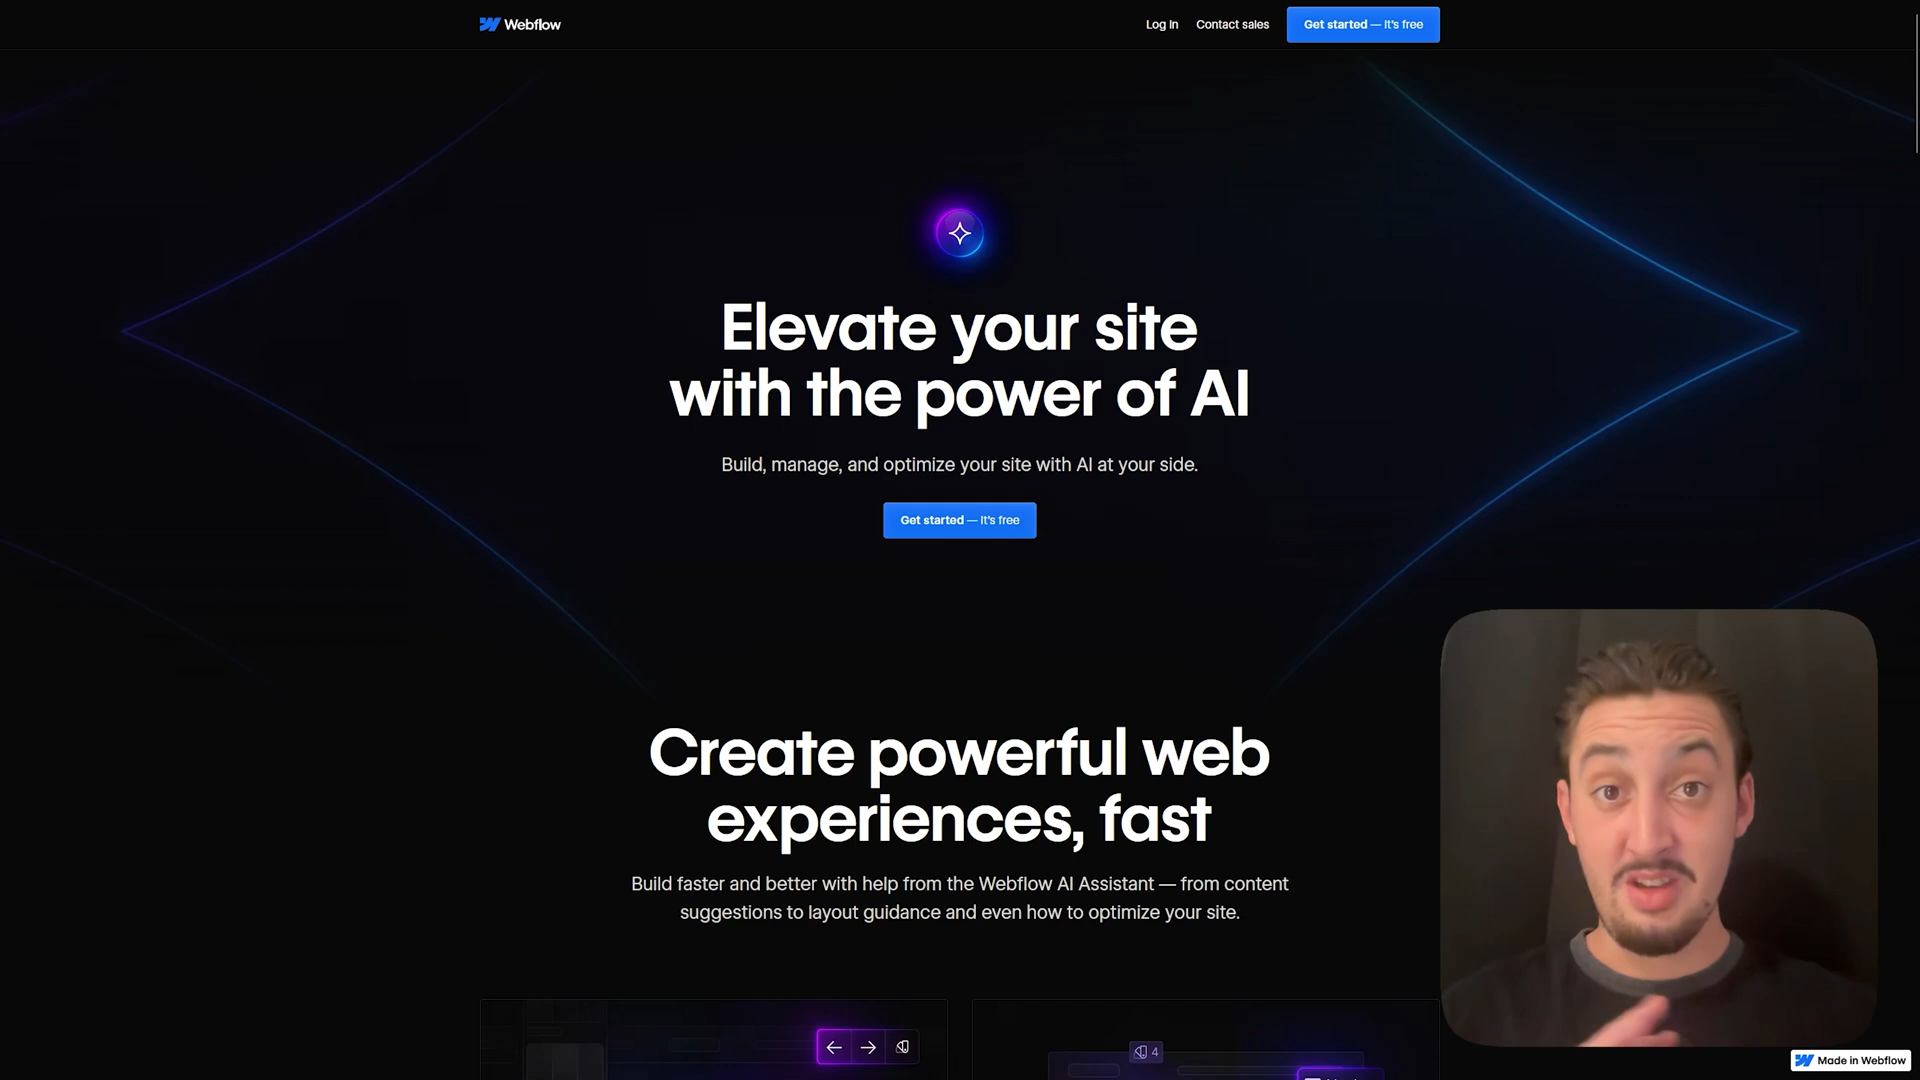 Webflow
Log in
Contact sales
Get started — it's free
Elevate your site
with the power of AI
Build, manage, and optimize your site with AI at your side.
Get started — it's free
Create powerful web
experiences, fast
Build faster and better with help from the Webflow AI Assistant — from content
suggestions to layout guidance and even how to optimize your site.
4
Made in Webflow